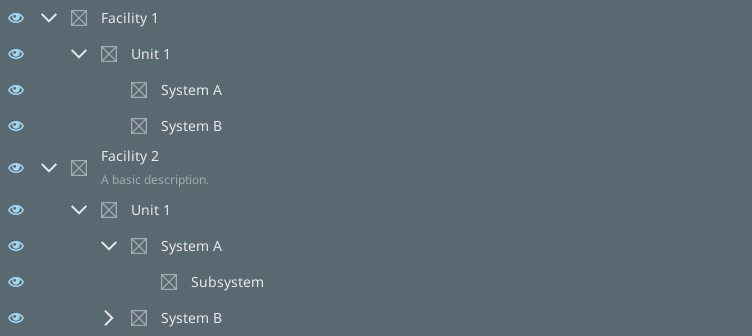 Facility 1
Unit 1
System A
System B
Facility 2
A basic description.
Unit 1
System A
Subsystem
System B